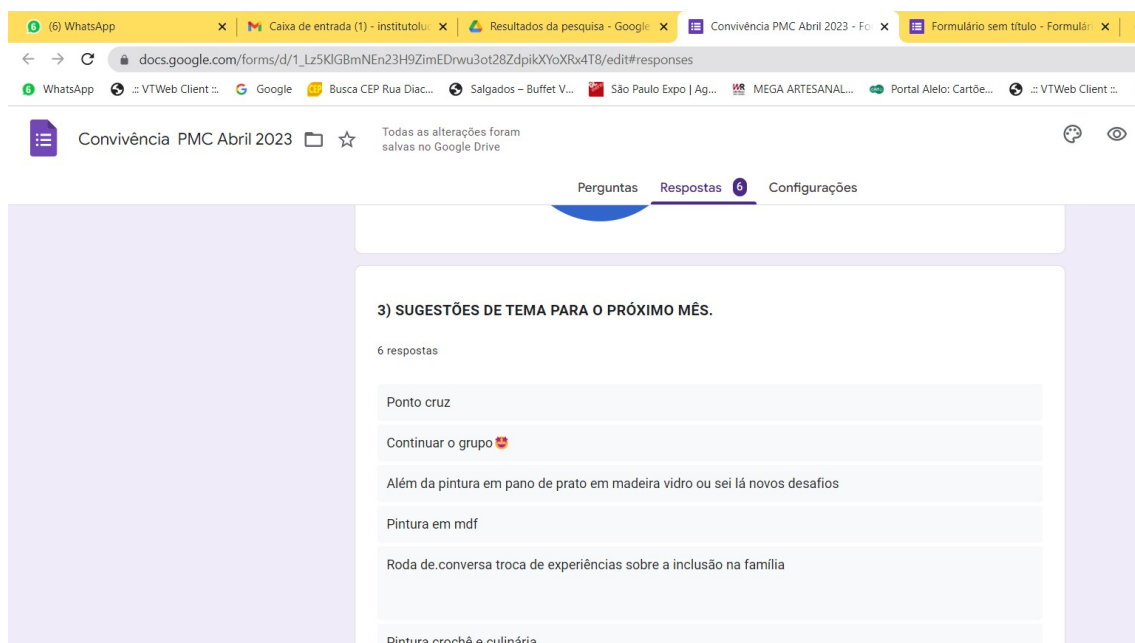 (6) WhatsApp
Caixa de entrada (1) - institutoluc
Resultados da pesquisa - Google
Convivência PMC Abril 2023 - Fo
Formulário sem título - Formulár
docs.google.com/forms/d/1_Lz5KlGBmNEn23H9ZimEDrwu3ot28ZdpikXYoXRx4T8/edit#responses
WhatsApp
.:: VTWeb Client ::.
Google
Busca CEP Rua Diac...
Salgados – Buffet V...
São Paulo Expo | Ag...
MEGA ARTESANAL...
Portal Alelo: Cartõe...
.:: VTWeb Client ::.
Convivência PMC Abril 2023
Todas as alterações foram
salvas no Google Drive
Perguntas Respostas 6 Configurações
3) SUGESTÕES DE TEMA PARA O PRÓXIMO MÊS.
6 respostas
Ponto cruz
Continuar o grupo🤩
Além da pintura em pano de prato em madeira vidro ou sei lá novos desafios
Pintura em mdf
Roda de.conversa troca de experiências sobre a inclusão na família
Pintura crochê e culinária